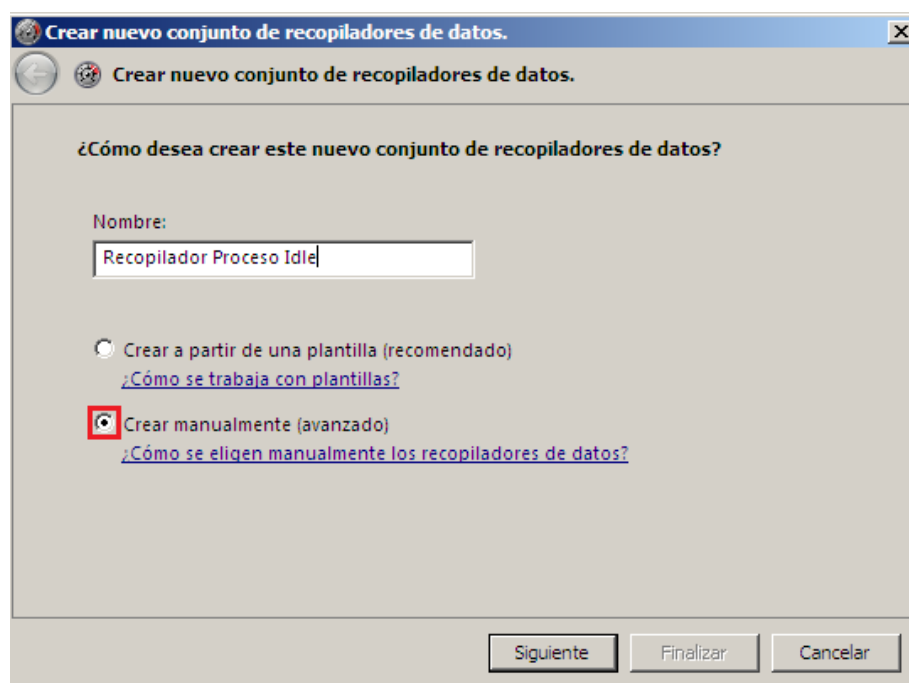 Crear nuevo conjunto de recopiladores de datos.
Crear nuevo conjunto de recopiladores de datos.
¿Cómo desea crear este nuevo conjunto de recopiladores de datos?
Nombre:
Recopilador Proceso Idle
Crear a partir de una plantilla (recomendado)
¿Cómo se trabaja con plantillas?
Crear manualmente (avanzado)
¿Cómo se eligen manualmente los recopiladores de datos?
Siguiente Finalizar Cancelar